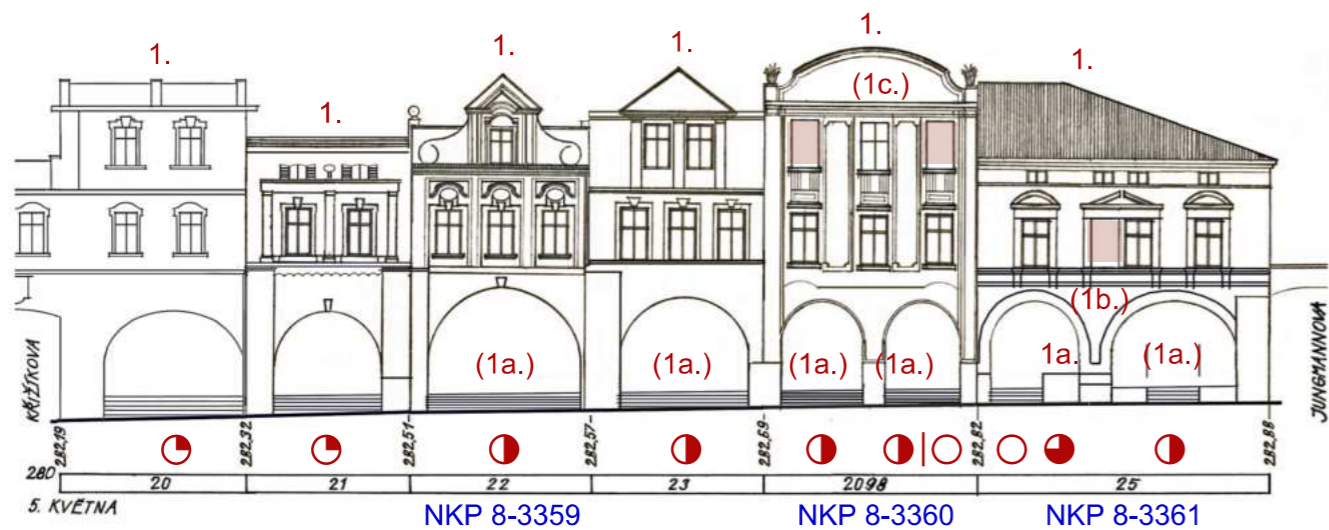 1. 1. 1. 1. 1. 1.
(1c.)
(1b.)
(1a.) (1a.) (1a.) (1a.) 1a. (1a.)
KŘIŽÍKOVA
JUNGMANNOVA
282,19 282,32 282,51 282,57 282,69 282,82 282,88
280
20 21 22 23 2098 25
5. KVĚTNA
NKP 8-3359 NKP 8-3360 NKP 8-3361